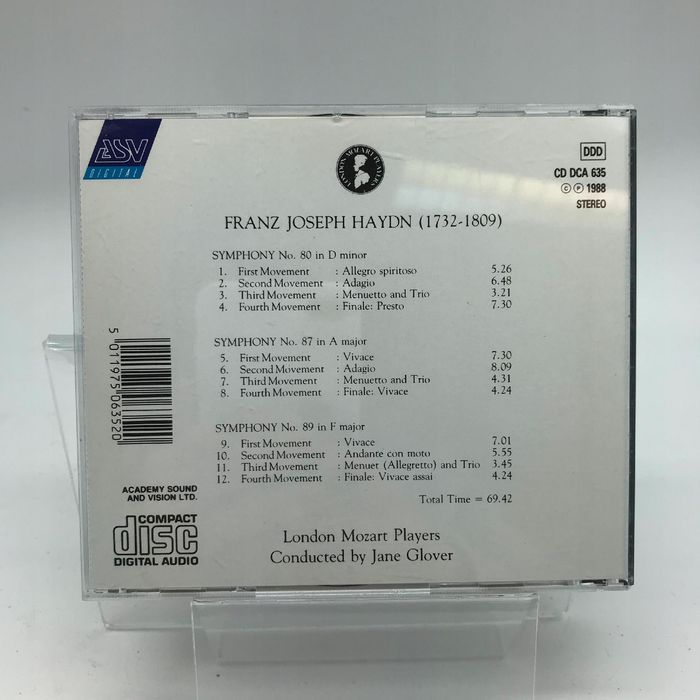 ASV
DIGITAL
LONDON MOZART PLAYERS
DDD
CD DCA 635
© ℗ 1988
STEREO
FRANZ JOSEPH HAYDN (1732-1809)
SYMPHONY No. 80 in D minor
1. First Movement : Allegro spiritoso 5.26
2. Second Movement : Adagio 6.48
3. Third Movement : Menuetto and Trio 3.21
4. Fourth Movement : Finale: Presto 7.30
SYMPHONY No. 87 in A major
5. First Movement : Vivace 7.30
6. Second Movement : Adagio 8.09
7. Third Movement : Menuetto and Trio 4.31
8. Fourth Movement : Finale: Vivace 4.24
SYMPHONY No. 89 in F major
9. First Movement : Vivace 7.01
10. Second Movement : Andante con moto 5.55
11. Third Movement : Menuet (Allegretto) and Trio 3.45
12. Fourth Movement : Finale: Vivace assai 4.24
Total Time = 69.42
5 011975 063520
ACADEMY SOUND
AND VISION LTD.
COMPACT
disc
DIGITAL AUDIO
London Mozart Players
Conducted by Jane Glover